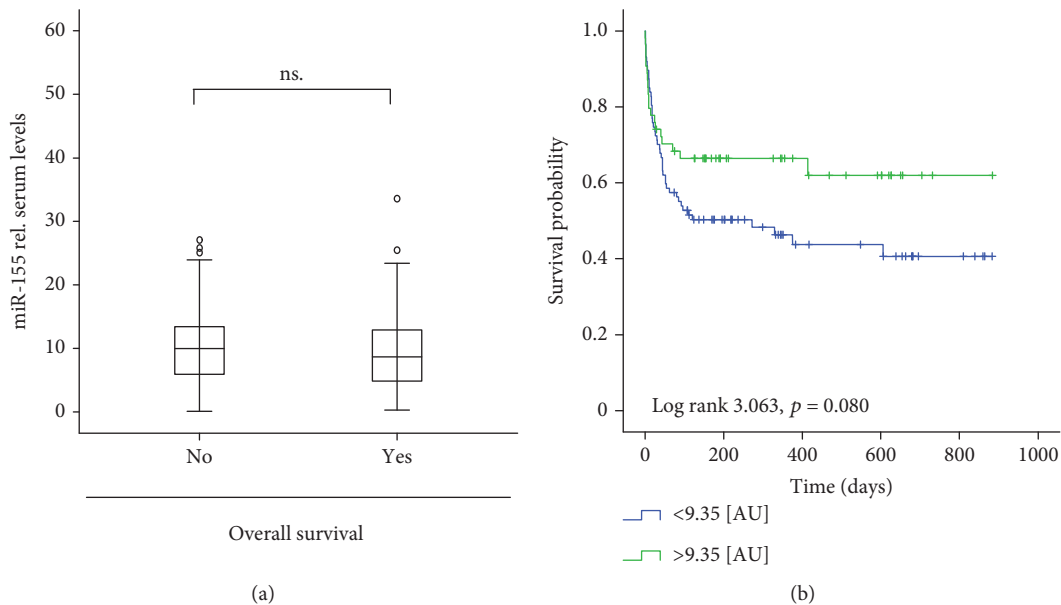 60
50
40
30
20
10
0
miR-155 rel. serum levels
ns.
No
Yes
Overall survival
(a)
1.0
0.8
0.6
0.4
0.2
0
Survival probability
Log rank 3.063, p = 0.080
0
200
400
600
800
1000
Time (days)
<9.35 [AU]
>9.35 [AU]
(b)